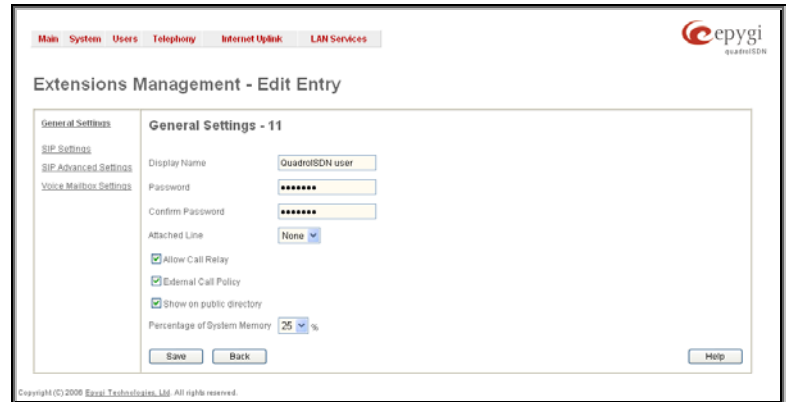 Main System Users Telephony Internet Uplink LAN Services
epygi
quadroISDN
Extensions Management - Edit Entry
General Settings
SIP Settings
SIP Advanced Settings
Voice Mailbox Settings
General Settings - 11
Display Name QuadroISDN user
Password •••••••
Confirm Password •••••••
Attached Line None
Allow Call Relay
External Call Policy
Show on public directory
Percentage of System Memory 25 %
Save Back Help
Copyright (C) 2006 Epygi Technologies, Ltd. All rights reserved.